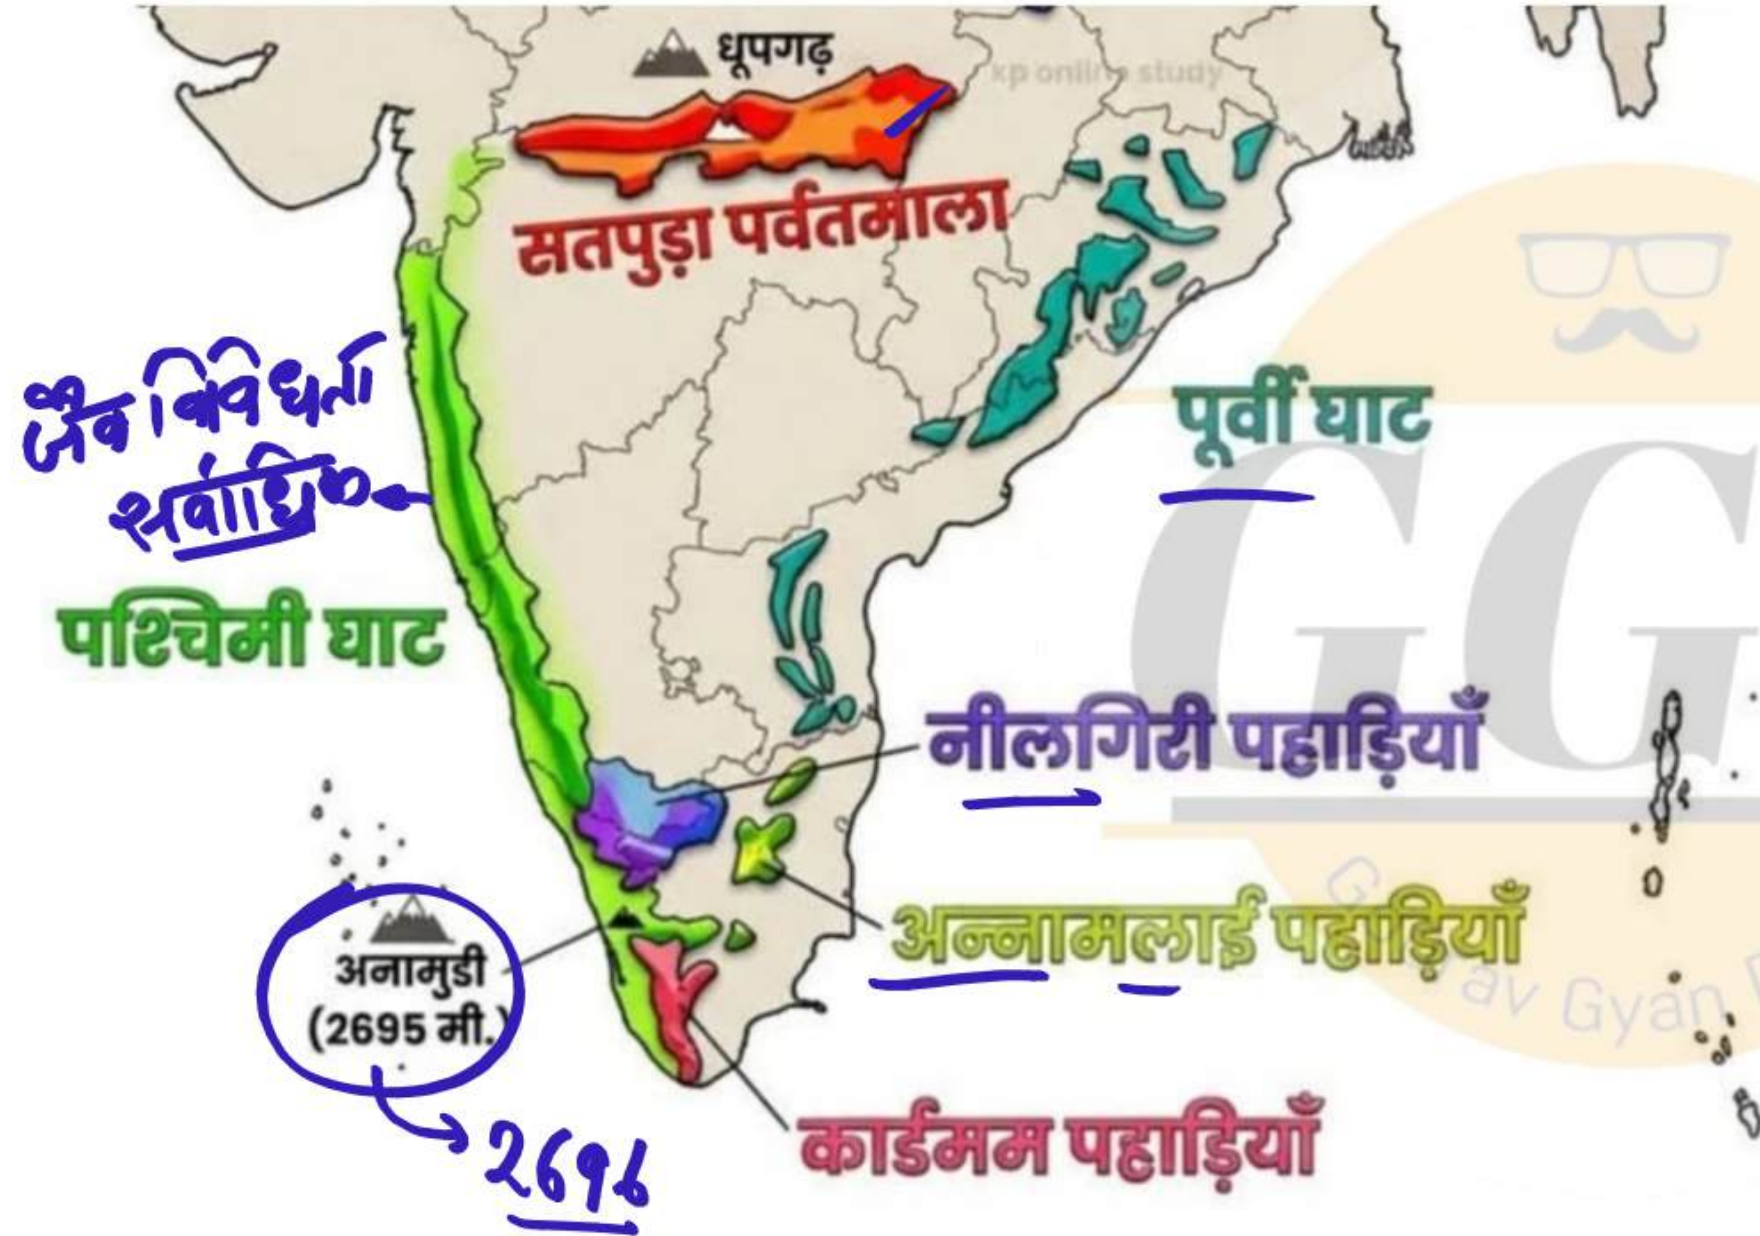 धूपगढ़
xp online study
सतपुड़ा पर्वतमाला
जैव विविधता
सर्वाधिक
पूर्वी घाट
पश्चिमी घाट
GG
नीलगिरी पहाड़ियाँ
अन्नामलाई पहाड़ियाँ
अनामुडी
(2695 मी.)
av Gyan
कार्डमम पहाड़ियाँ
2696